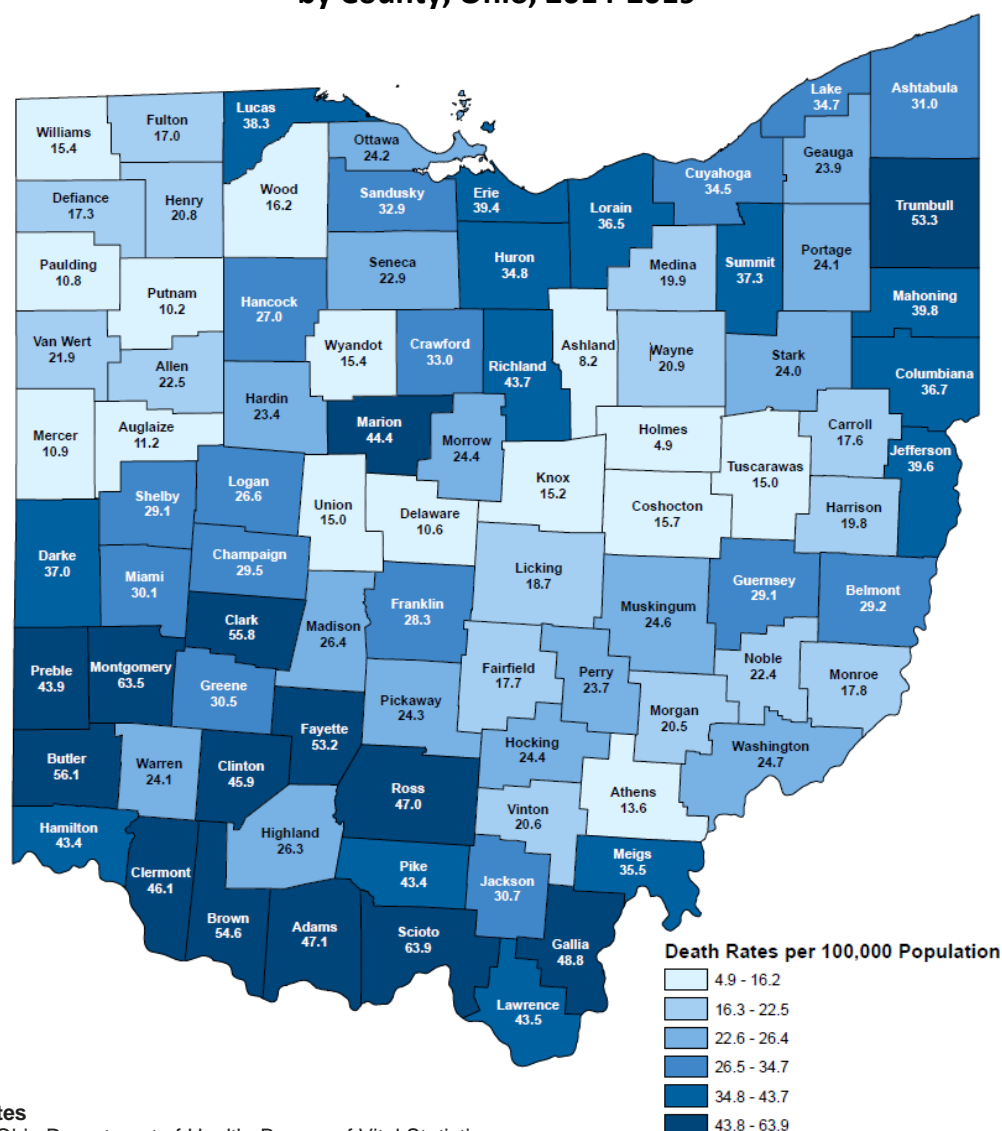 by County, Ohio, 2014-2019
Williams
15.4
Fulton
17.0
Lucas
38.3
Ottawa
24.2
Lake
34.7
Ashtabula
31.0
Defiance
17.3
Henry
20.8
Wood
16.2
Sandusky
32.9
Erie
39.4
Lorain
36.5
Cuyahoga
34.5
Geauga
23.9
Trumbull
53.3
Paulding
10.8
Putnam
10.2
Hancock
27.0
Seneca
22.9
Huron
34.8
Medina
19.9
Summit
37.3
Portage
24.1
Mahoning
39.8
Van Wert
21.9
Allen
22.5
Wyandot
15.4
Crawford
33.0
Richland
43.7
Ashland
8.2
Wayne
20.9
Stark
24.0
Columbiana
36.7
Mercer
10.9
Auglaize
11.2
Hardin
23.4
Marion
44.4
Morrow
24.4
Holmes
4.9
Tuscarawas
15.0
Carroll
17.6
Jefferson
39.6
Shelby
29.1
Logan
26.6
Union
15.0
Delaware
10.6
Knox
15.2
Coshocton
15.7
Harrison
19.8
Darke
37.0
Miami
30.1
Champaign
29.5
Clark
55.8
Madison
26.4
Franklin
28.3
Licking
18.7
Muskingum
24.6
Guernsey
29.1
Belmont
29.2
Preble
43.9
Montgomery
63.5
Greene
30.5
Fayette
53.2
Pickaway
24.3
Fairfield
17.7
Perry
23.7
Morgan
20.5
Noble
22.4
Monroe
17.8
Butler
56.1
Warren
24.1
Clinton
45.9
Ross
47.0
Hocking
24.4
Vinton
20.6
Athens
13.6
Washington
24.7
Hamilton
43.4
Clermont
46.1
Highland
26.3
Pike
43.4
Jackson
30.7
Meigs
35.5
Brown
54.6
Adams
47.1
Scioto
63.9
Gallia
48.8
Lawrence
43.5
Death Rates per 100,000 Population
4.9 - 16.2
16.3 - 22.5
22.6 - 26.4
26.5 - 34.7
34.8 - 43.7
43.8 - 63.9